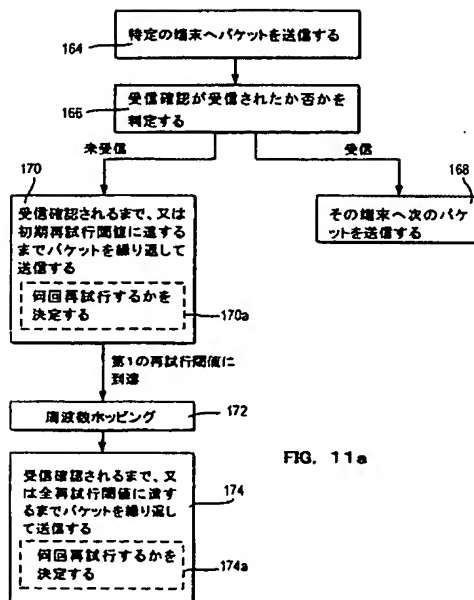 特定の端末へパケットを送信する
164
受信確認が受信されたか否かを
判定する
166
未受信
受信
170
受信確認されるまで、又は
初期再試行閾値に達する
までパケットを繰り返して
送信する
何回再試行するかを
決定する
170a
168
その端末へ次のパケ
ットを送信する
第1の再試行閾値に
到達
周波数ホッピング
172
受信確認されるまで、又
は全再試行閾値に達す
るまでパケットを繰り返し
て送信する
174
何回再試行するかを
決定する
174a
FIG. 11a